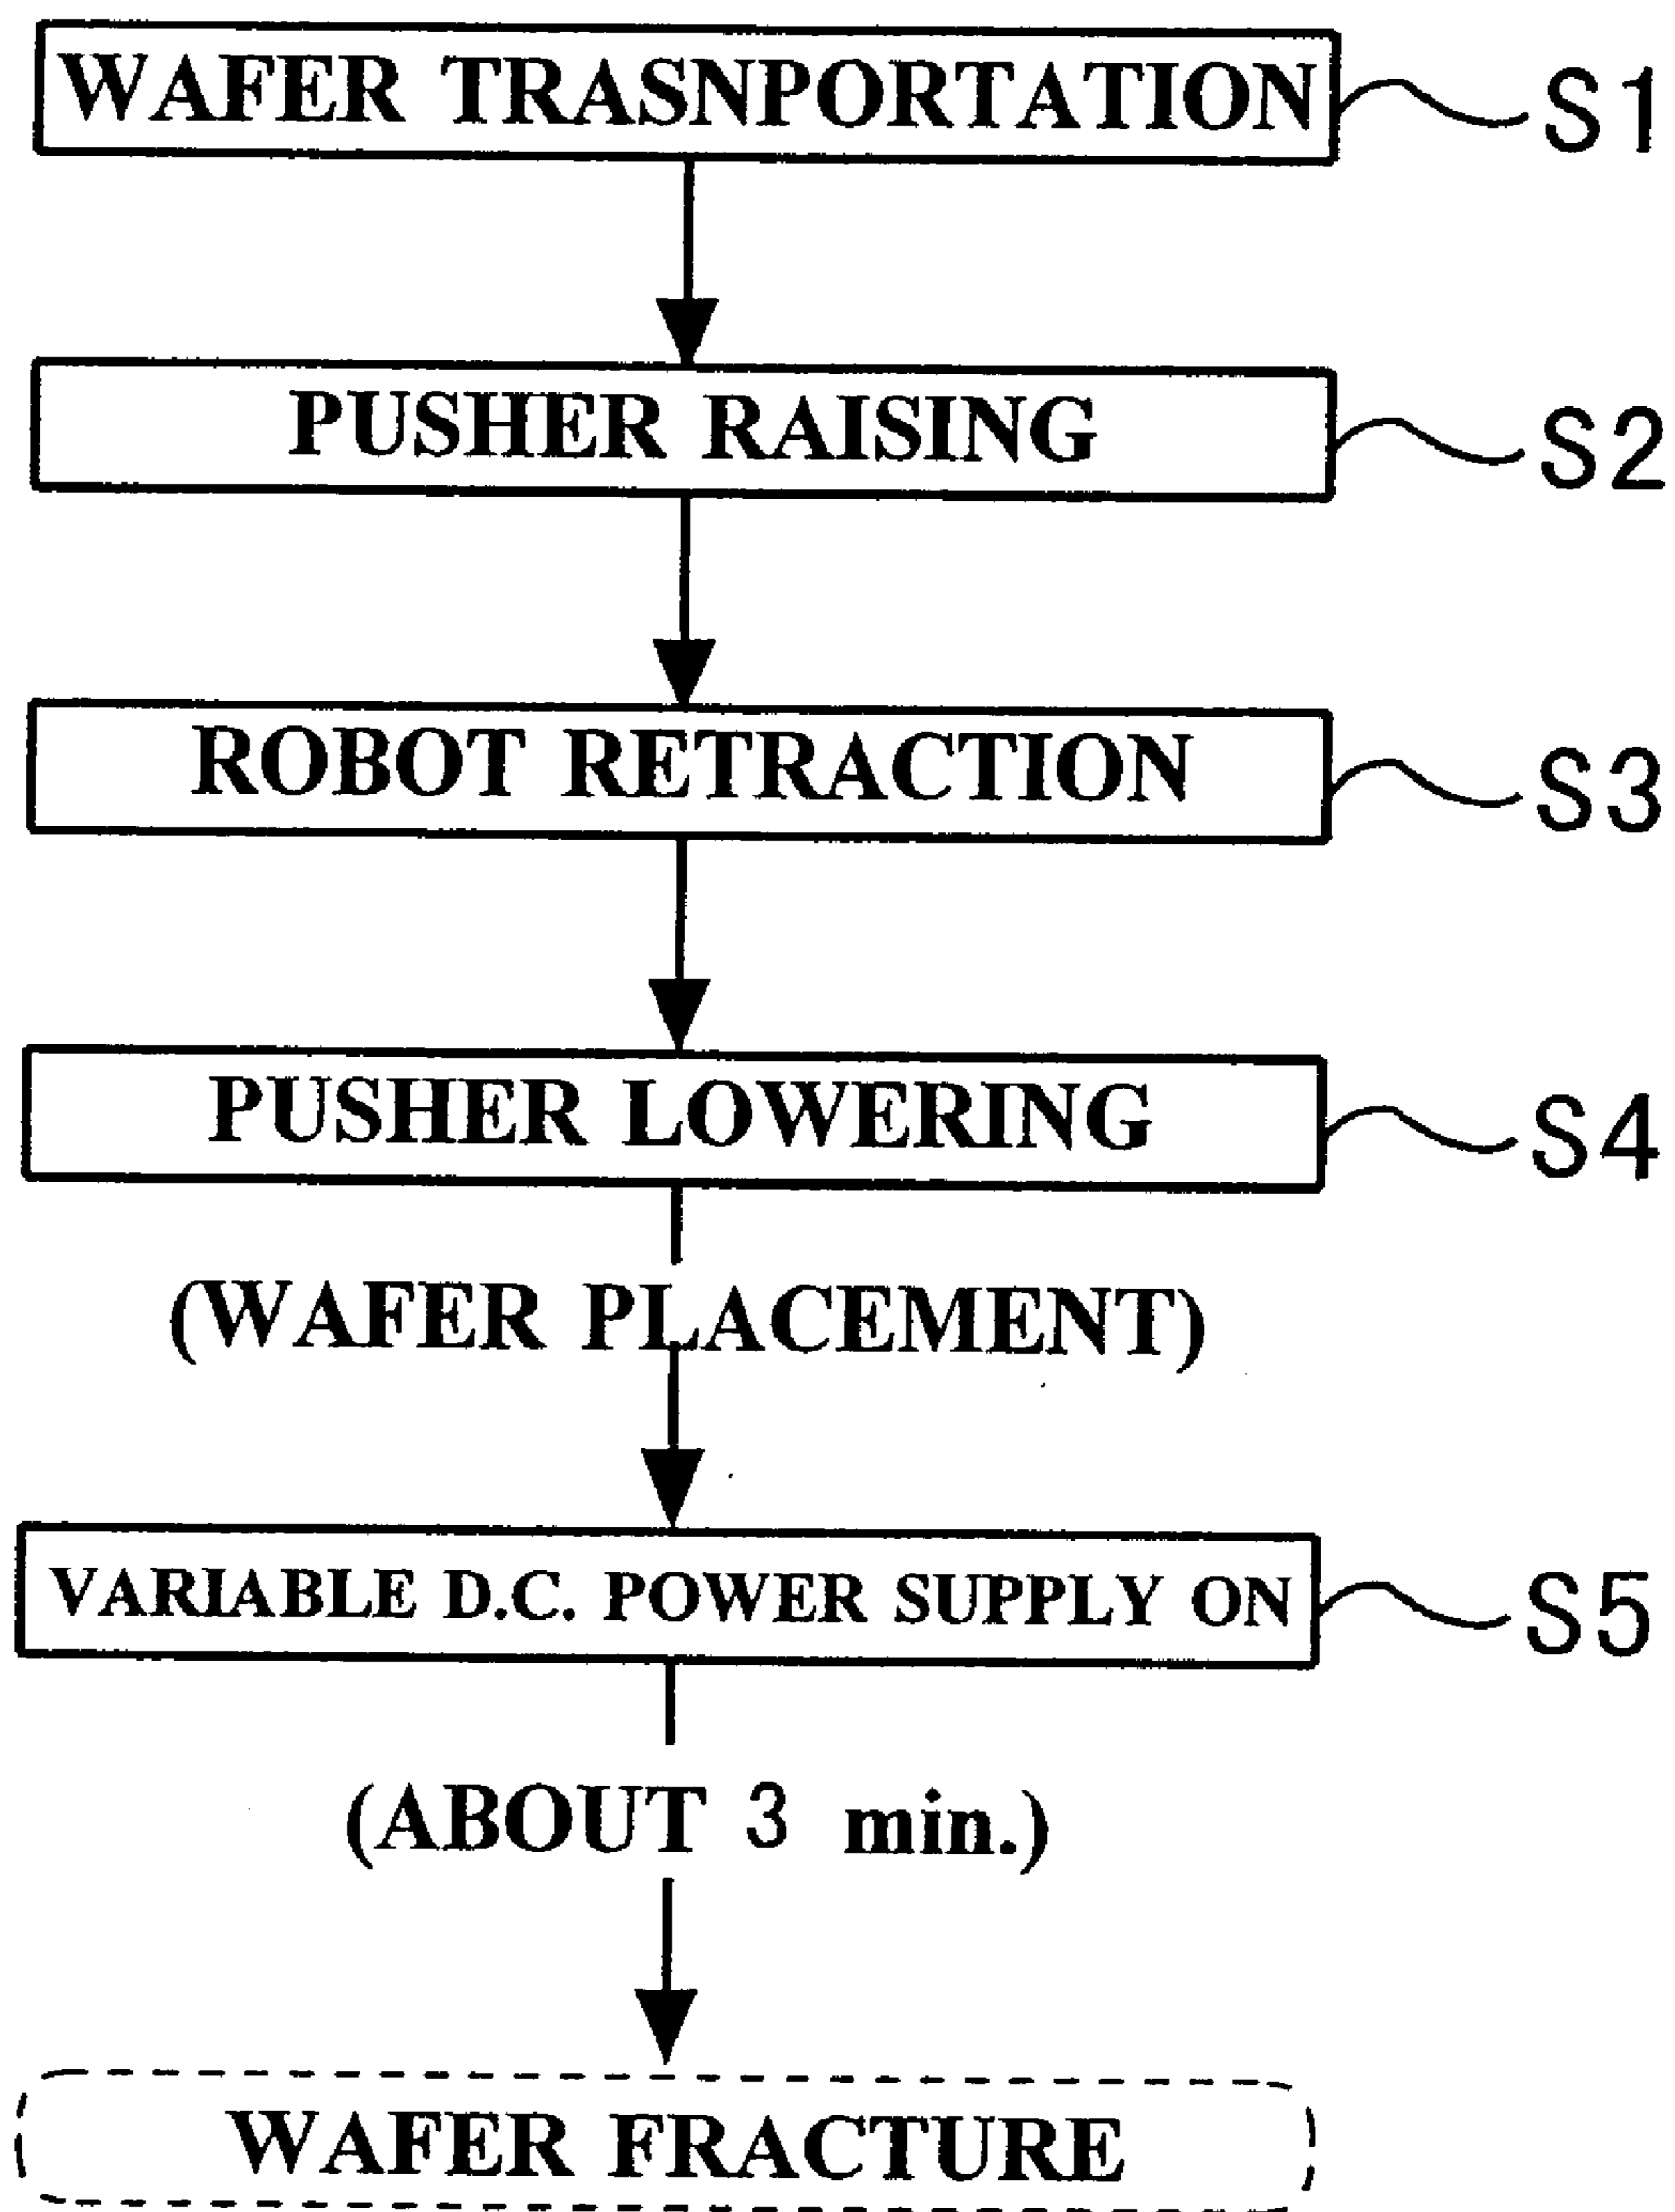 WAFER TRASNPORTATION S1
PUSHER RAISING S2
ROBOT RETRACTION S3
PUSHER LOWERING S4
(WAFER PLACEMENT)
VARIABLE D.C. POWER SUPPLY ON S5
(ABOUT 3 min.)
WAFER FRACTURE